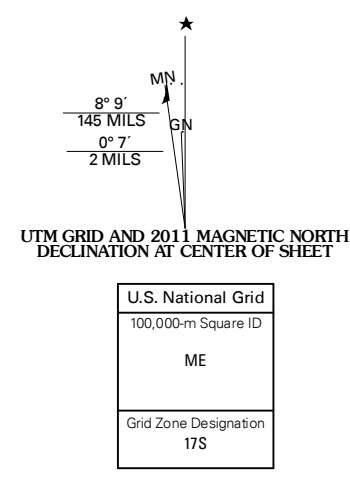 ★
MN
8° 9´
145 MILS
GN
0° 7´
2 MILS
UTM GRID AND 2011 MAGNETIC NORTH
DECLINATION AT CENTER OF SHEET
U.S. National Grid
100,000-m Square ID
ME
Grid Zone Designation
17S